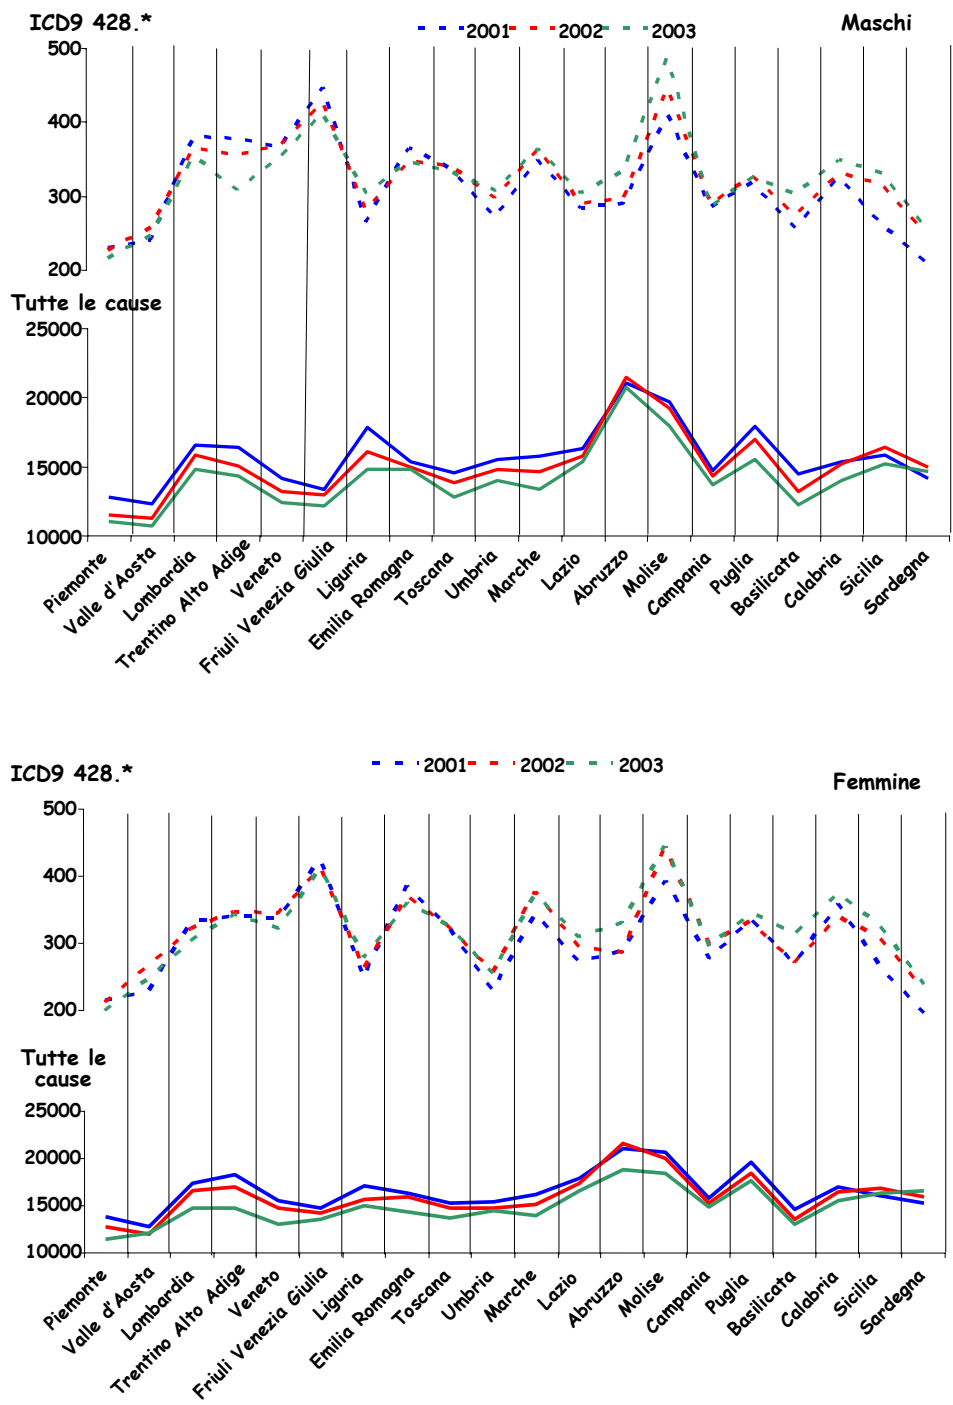 ICD9 428.*
2001 2002 2003
Maschi
500
400
300
200
Tutte le cause
25000
20000
15000
10000
Piemonte
Valle d'Aosta
Lombardia
Trentino Alto Adige
Veneto
Friuli Venezia Giulia
Liguria
Emilia Romagna
Toscana
Umbria
Marche
Lazio
Abruzzo
Molise
Campania
Puglia
Basilicata
Calabria
Sicilia
Sardegna
ICD9 428.*
2001 2002 2003
Femmine
500
400
300
200
Tutte le
cause
25000
20000
15000
10000
Piemonte
Valle d'Aosta
Lombardia
Trentino Alto Adige
Veneto
Friuli Venezia Giulia
Liguria
Emilia Romagna
Toscana
Umbria
Marche
Lazio
Abruzzo
Molise
Campania
Puglia
Basilicata
Calabria
Sicilia
Sardegna